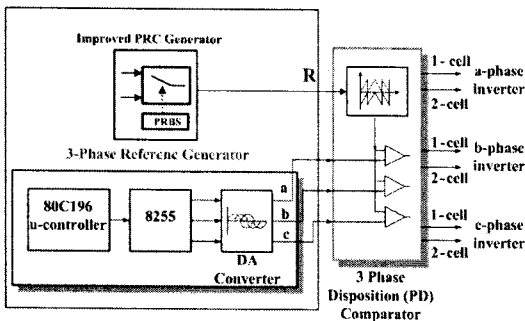 Improved PRC Generator
PRBS
R
3-Phase Referenc Generator
80C196
u-controller
8255
a
b
c
DA
Converter
1- cell
a-phase
inverter
2-cell
1-cell
b-phase
inverter
2-cell
1-cell
c-phase
inverter
2-cell
3 Phase
Disposition (PD)
Comparator